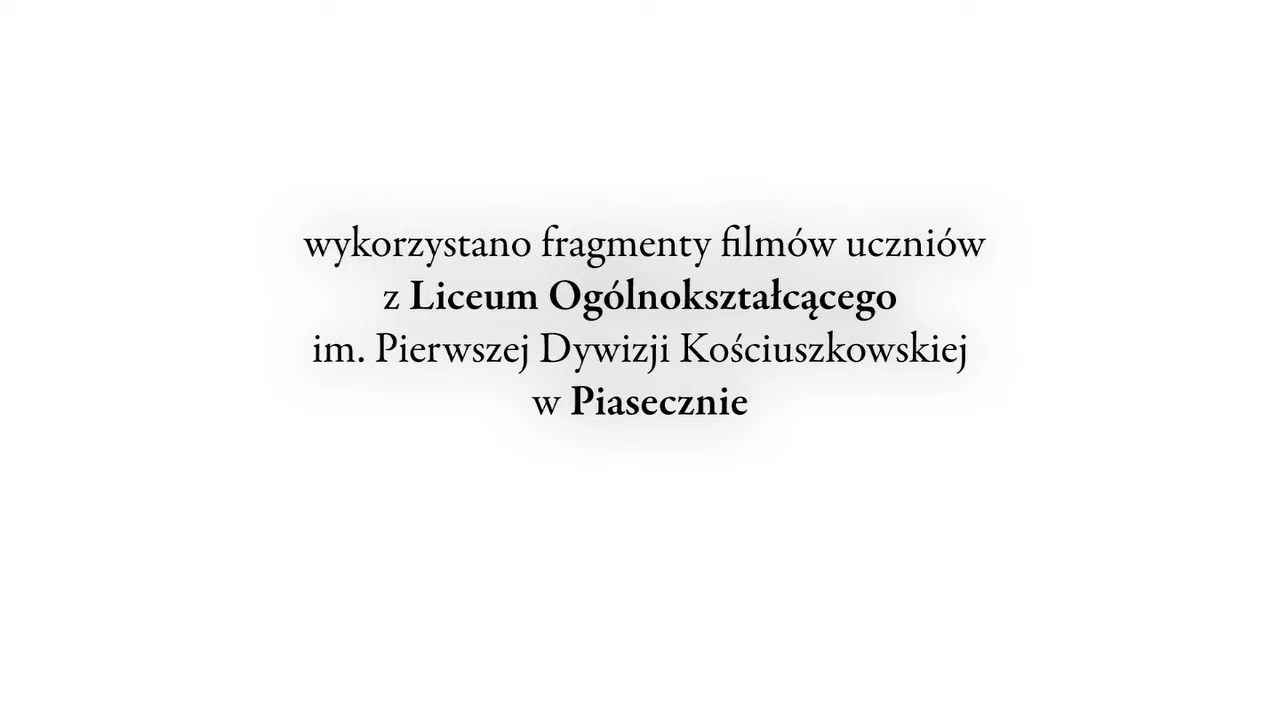 wykorzystano fragmenty filmów uczniów
z Liceum Ogólnokształcącego
im. Pierwszej Dywizji Kościuszkowskiej
w Piasecznie